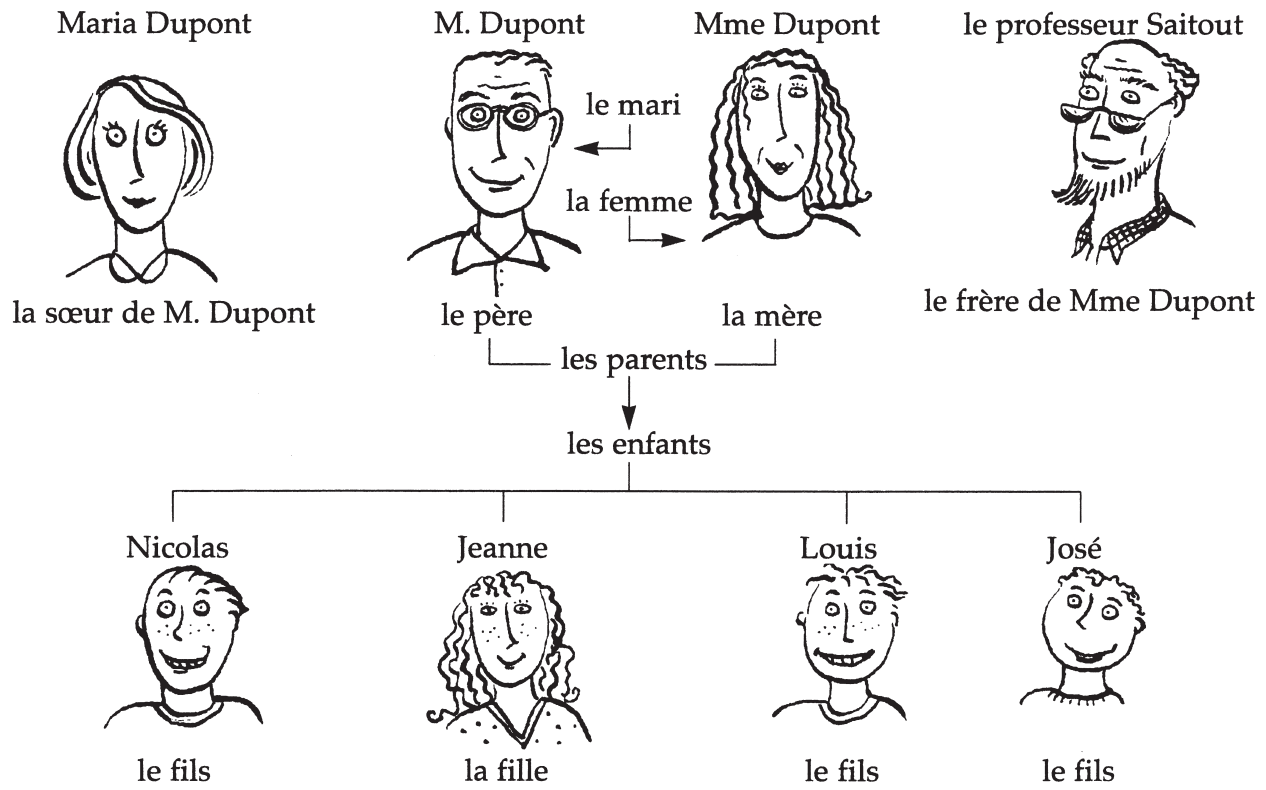 Maria Dupont
M. Dupont
Mme Dupont
le professeur Saitout
le mari
la femme
la sœur de M. Dupont
le père
la mère
le frère de Mme Dupont
les parents
les enfants
Nicolas
Jeanne
Louis
José
le fils
la fille
le fils
le fils